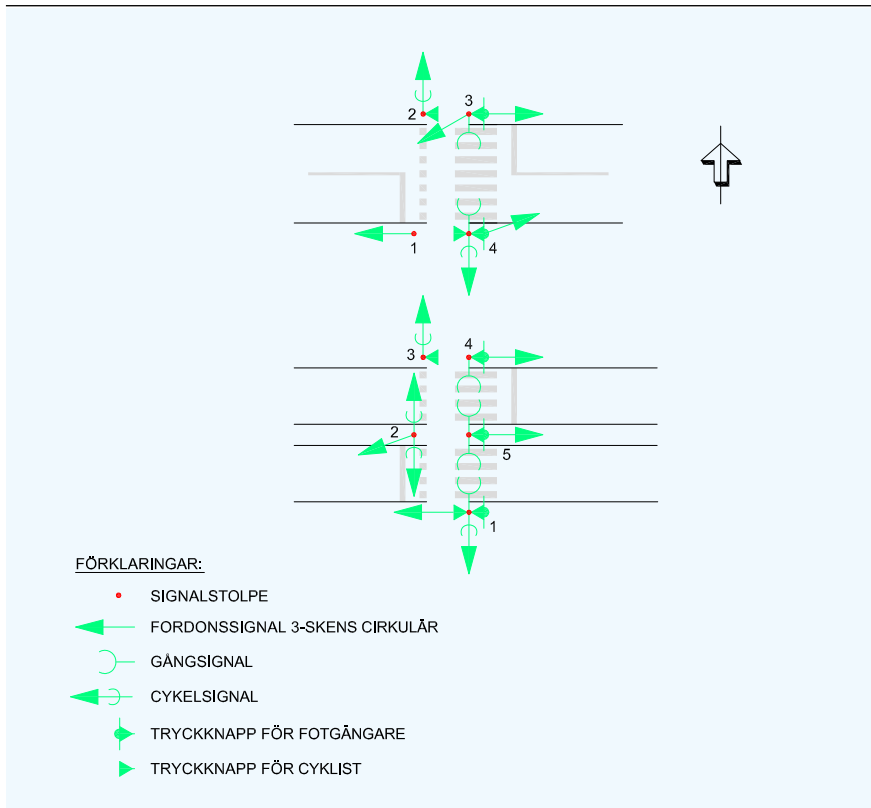 2 3
1 4
3 4
2
5
1
FÖRKLARINGAR:
SIGNALSTOLPE
FORDONSSIGNAL 3-SKENS CIRKULÄR
GÅNGSIGNAL
CYKELSIGNAL
TRYCKKNAPP FÖR FOTGÄNGARE
TRYCKKNAPP FÖR CYKLIST